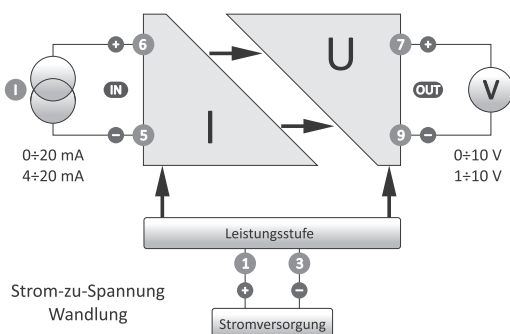 6
7
+
+
I
IN
U
OUT
V
I
−
5
9
−
0÷20 mA
4÷20 mA
0÷10 V
1÷10 V
Leistungsstufe
1
3
+
−
Strom-zu-Spannung
Wandlung
Stromversorgung